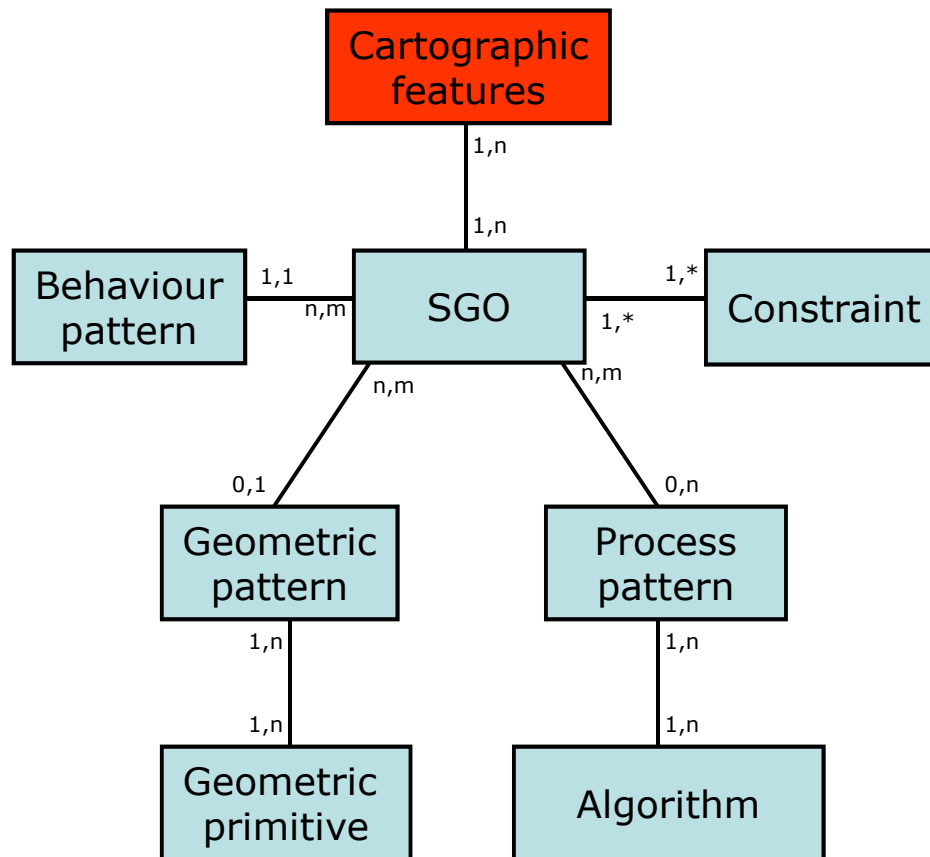 Cartographic
features
1,n
1,n
Behaviour
pattern
1,1
n,m
SGO
1,*
1,*
Constraint
n,m
n,m
0,1
0,n
Geometric
pattern
Process
pattern
1,n
1,n
1,n
1,n
Geometric
primitive
Algorithm